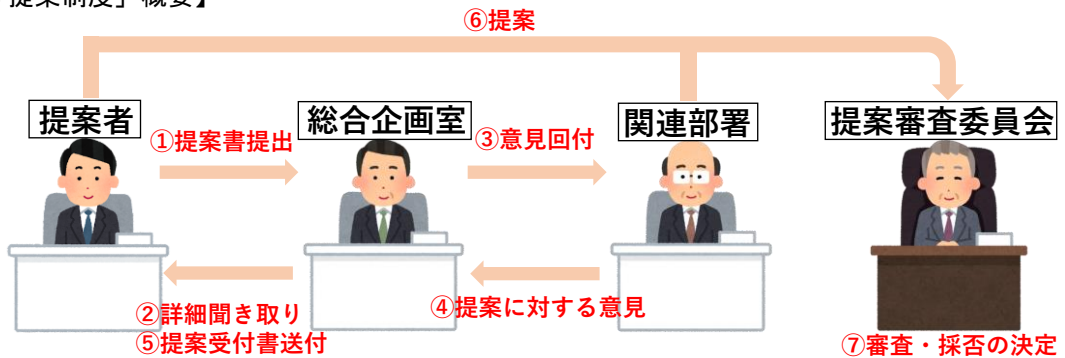 提案制度」概要】
⑥提案
提案者
総合企画室
関連部署
提案審査委員会
①提案書提出
③意見回付
②詳細聞き取り
⑤提案受付書送付
④提案に対する意見
⑦審査・採否の決定